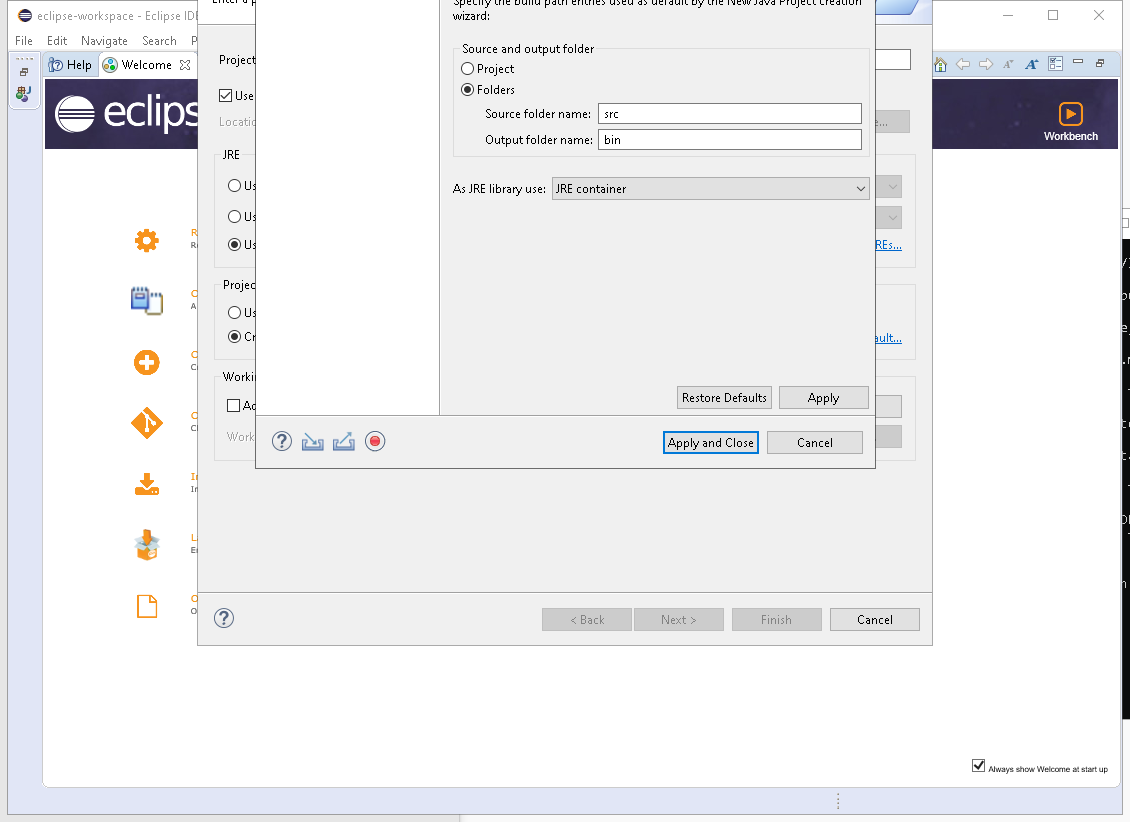 eclipse-workspace - Eclipse IDE
Specify the build path entries used as default by the New Java Project creation
wizard:
File Edit Navigate Search P
Help
Welcome
eclips
Workbench
Project
Use
Locatio
e...
Source and output folder
Project
Folders
Source folder name: src
Output folder name: bin
As JRE library use: JRE container
JRE
Us
Us
Us
REs...
Projec
Us
Cr
ault...
Workin
Ad
Work
Restore Defaults Apply
Apply and Close Cancel
< Back Next > Finish Cancel
Always show Welcome at start up